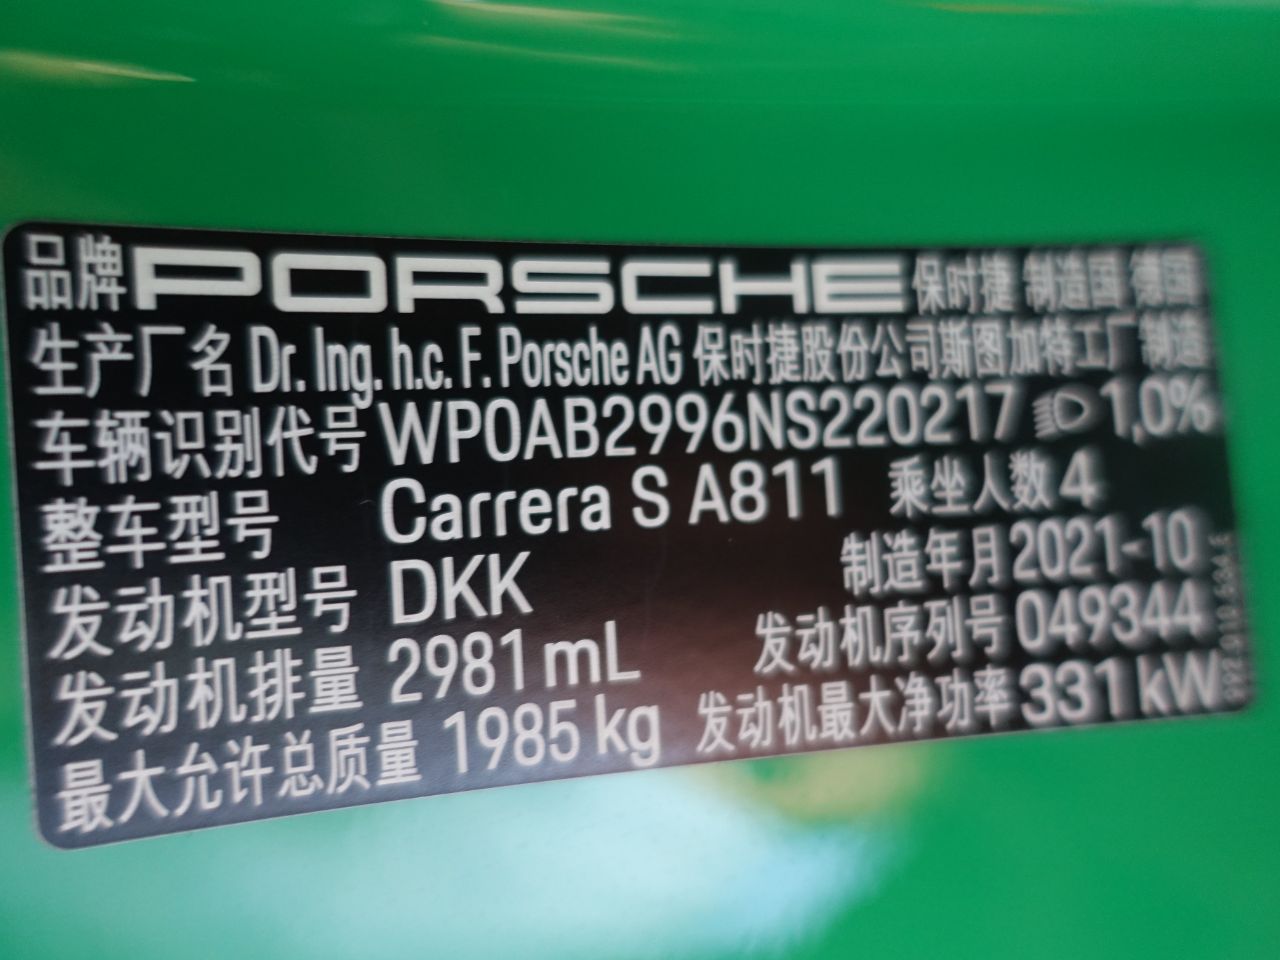 品牌 PORSCHE 保时捷 制造国 德国
生产厂名 Dr. Ing. h.c. F. Porsche AG 保时捷股份公司斯图加特工厂制造
车辆识别代号 WP0AB2996NS220217 1,0%
整车型号 Carrera S A811 乘坐人数 4
发动机型号 DKK 制造年月 2021-10
发动机排量 2981 mL 发动机序列号 049344
最大允许总质量 1985 kg 发动机最大净功率 331 kW